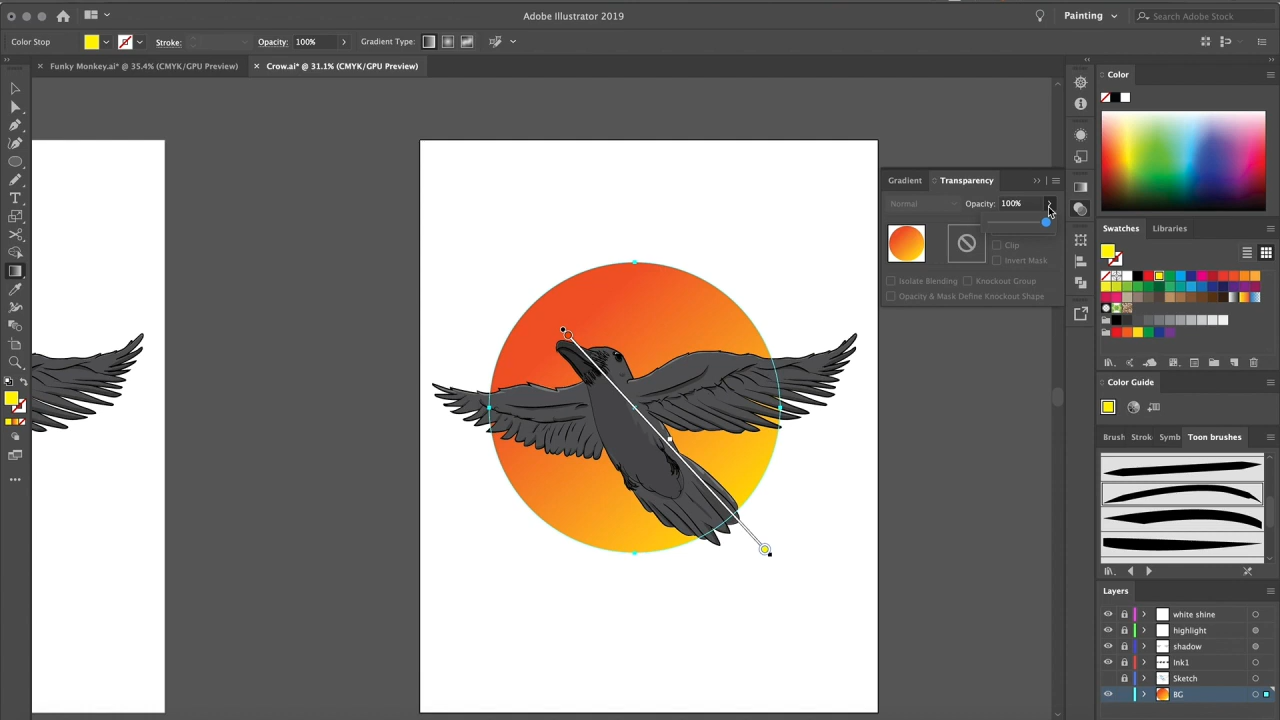 Adobe Illustrator 2019
Painting
Search Adobe Stock
Color Stop
Stroke:
Opacity: 100%
Gradient Type:
Funky Monkey.ai* @ 35.4% (CMYK/GPU Preview)
Crow.ai* @ 31.1% (CMYK/GPU Preview)
Color
Gradient
Transparency
Normal
Opacity: 100%
Clip
Invert Mask
Isolate Blending
Knockout Group
Opacity & Mask Define Knockout Shape
Swatches
Libraries
Color Guide
Brush
Strok
Symb
Toon brushes
Layers
white shine
highlight
shadow
Ink1
Sketch
BG